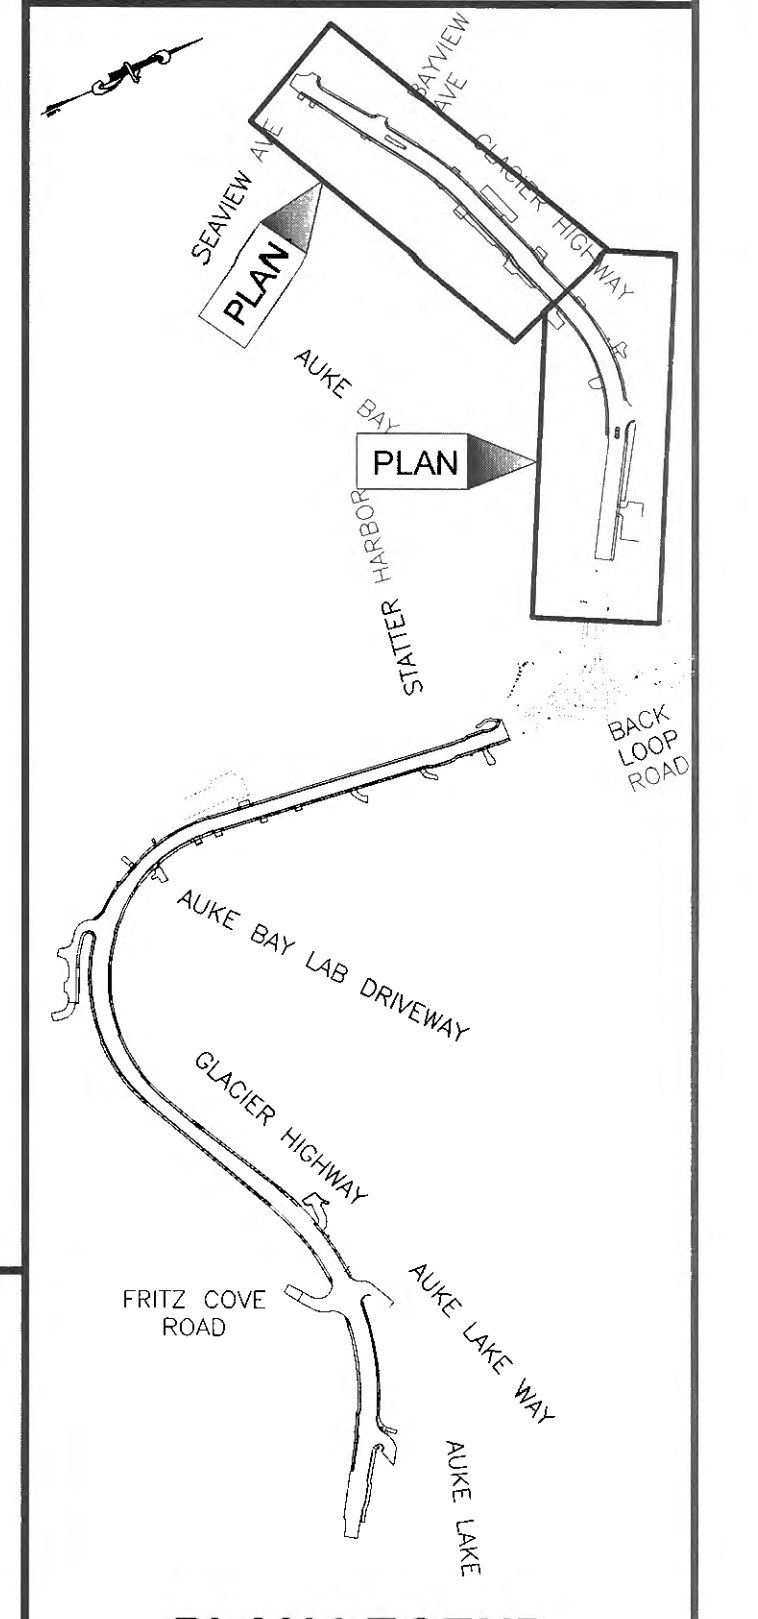 BAYVIEW
AVE
SEAVIEW AVE
GLACIER HIGHWAY
PLAN
AUKE BAY
PLAN
STATTER HARBOR
BACK
LOOP
ROAD
AUKE BAY LAB DRIVEWAY
GLACIER HIGHWAY
FRITZ COVE
ROAD
AUKE LAKE WAY
AUKE LAKE